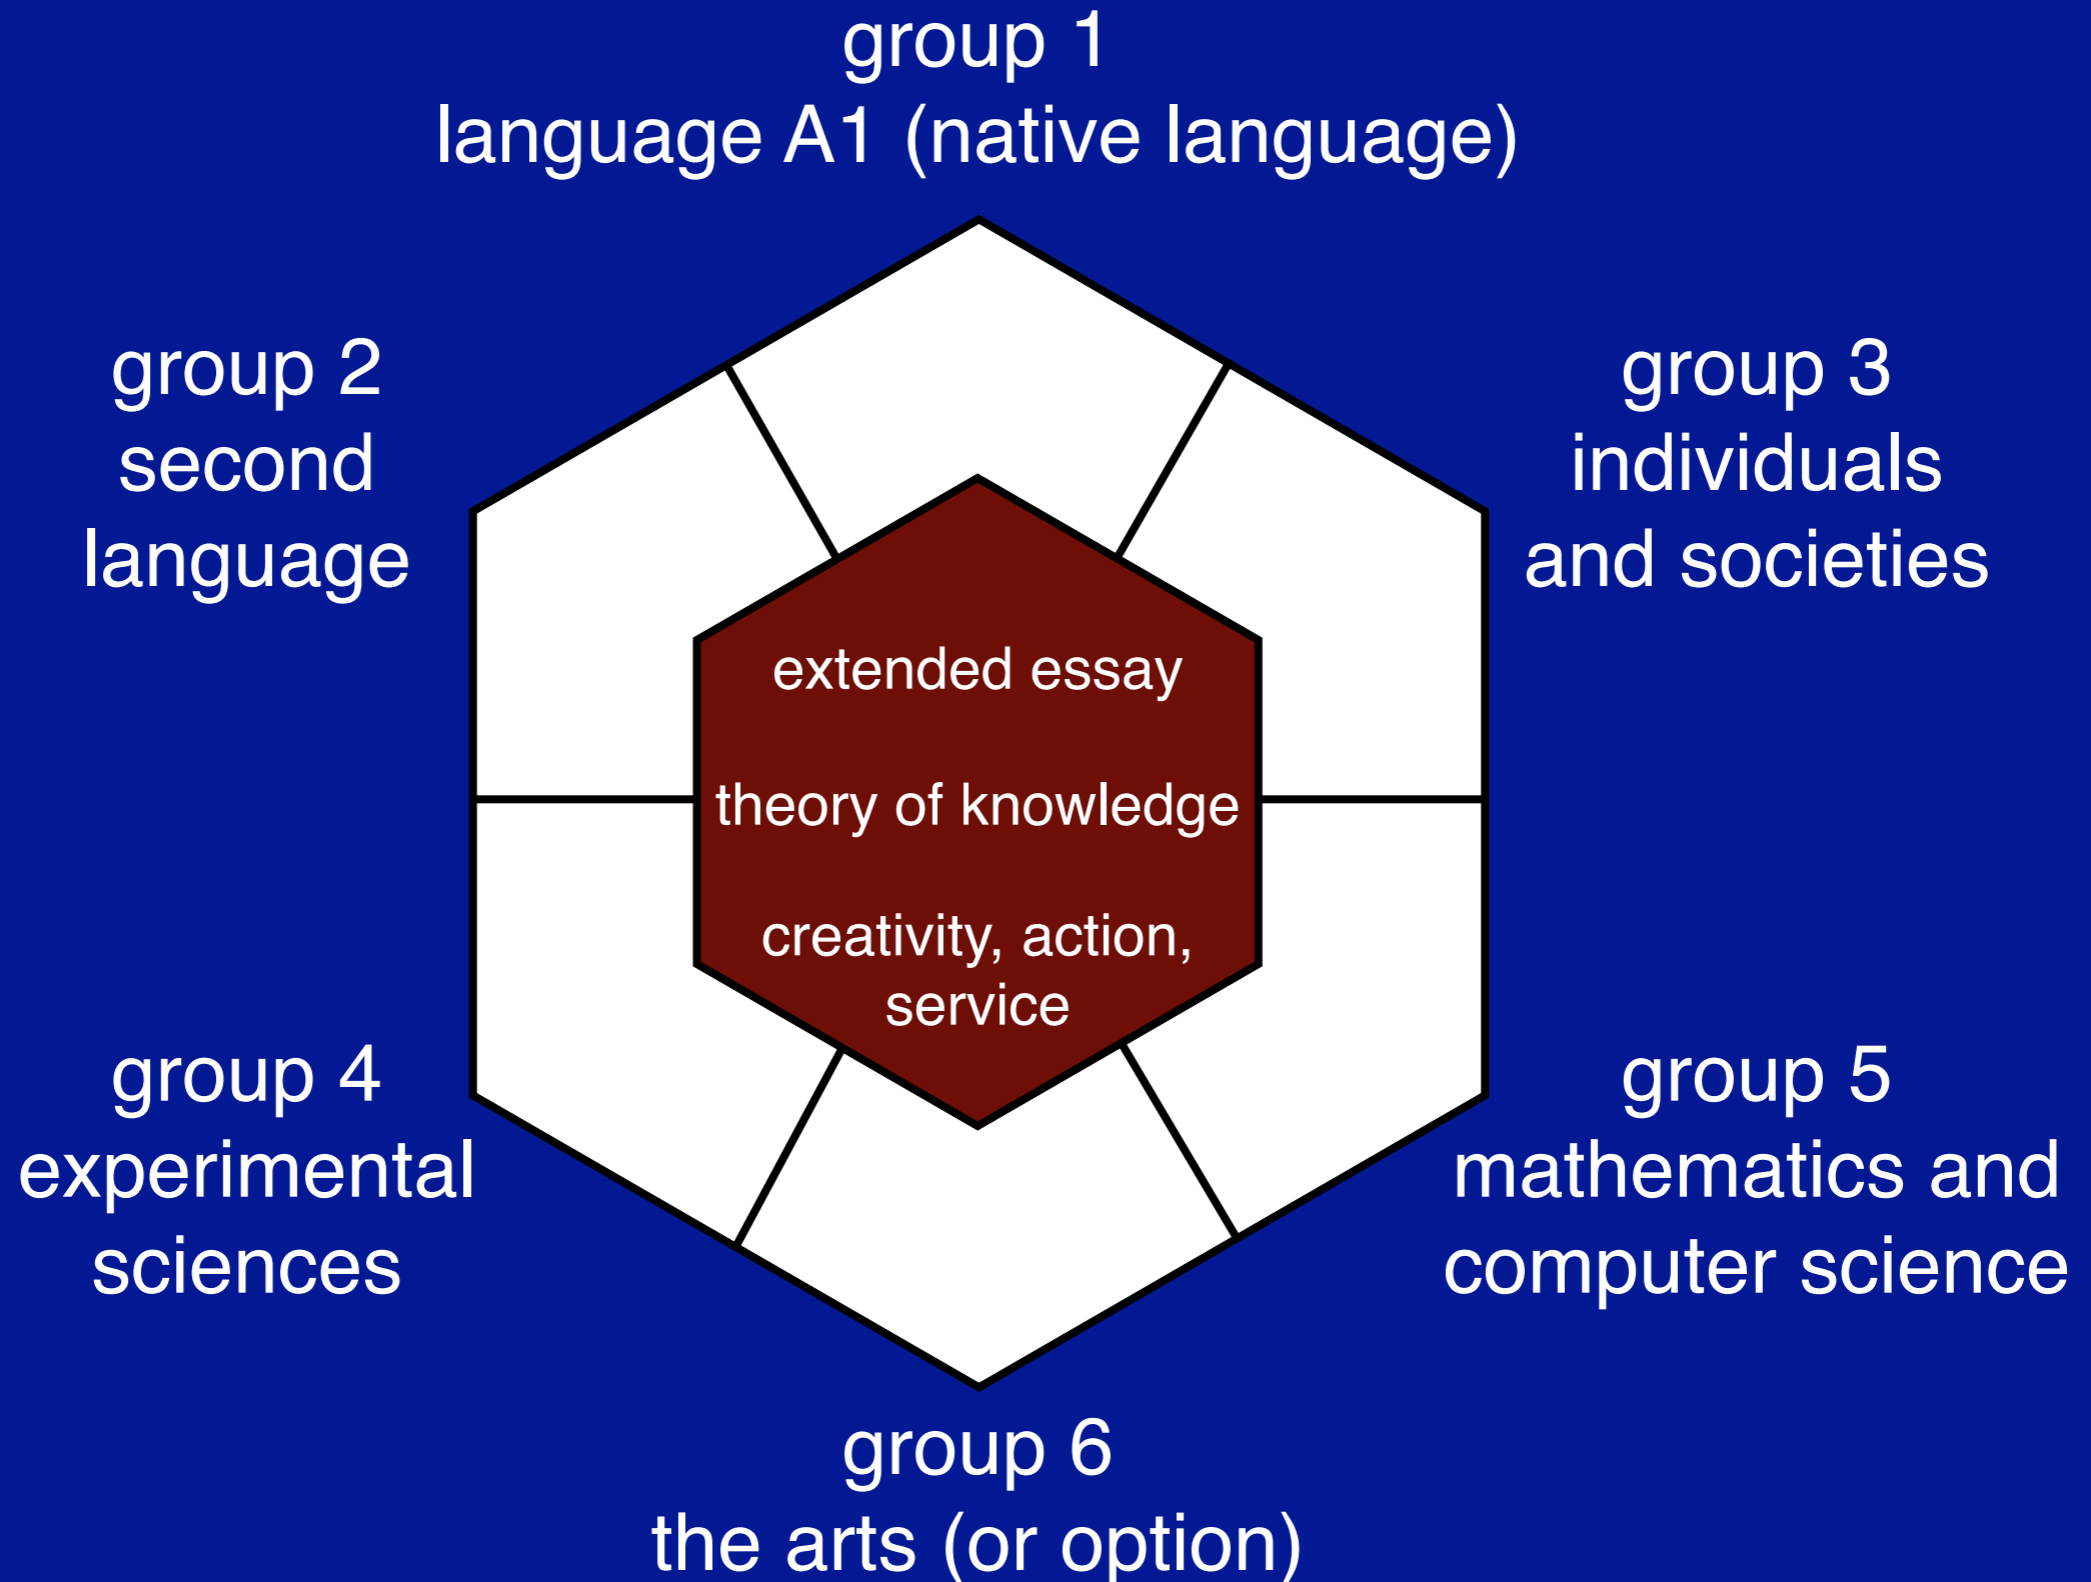 group 1
language A1 (native language)
group 2
second
language
group 3
individuals
and societies
extended essay
theory of knowledge
creativity, action,
service
group 4
experimental
sciences
group 5
mathematics and
computer science
group 6
the arts (or option)